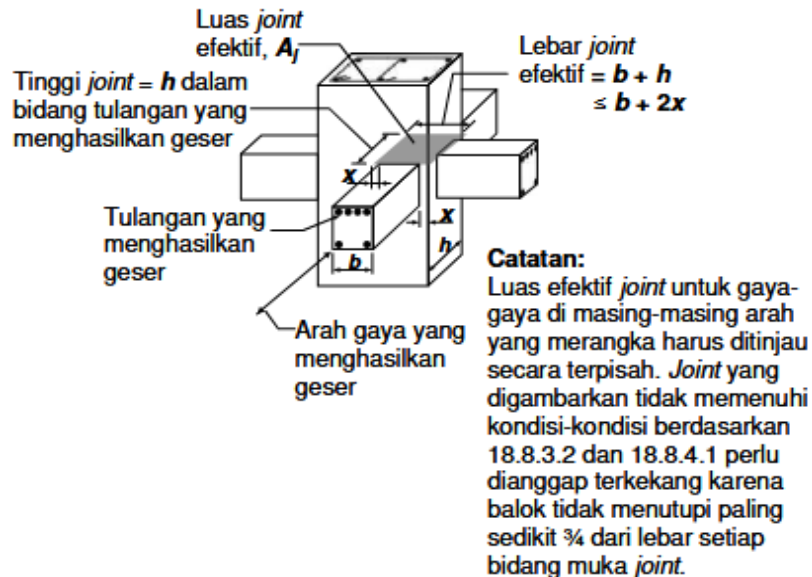 Luas joint
efektif, Aj
Tinggi joint = h dalam
bidang tulangan yang
menghasilkan geser
Lebar joint
efektif = b + h
≤ b + 2x
x
x
h
b
Tulangan yang
menghasilkan
geser
Arah gaya yang
menghasilkan
geser
Catatan:
Luas efektif joint untuk gaya-
gaya di masing-masing arah
yang merangka harus ditinjau
secara terpisah. Joint yang
digambarkan tidak memenuhi
kondisi-kondisi berdasarkan
18.8.3.2 dan 18.8.4.1 perlu
dianggap terkekang karena
balok tidak menutupi paling
sedikit ¾ dari lebar setiap
bidang muka joint.